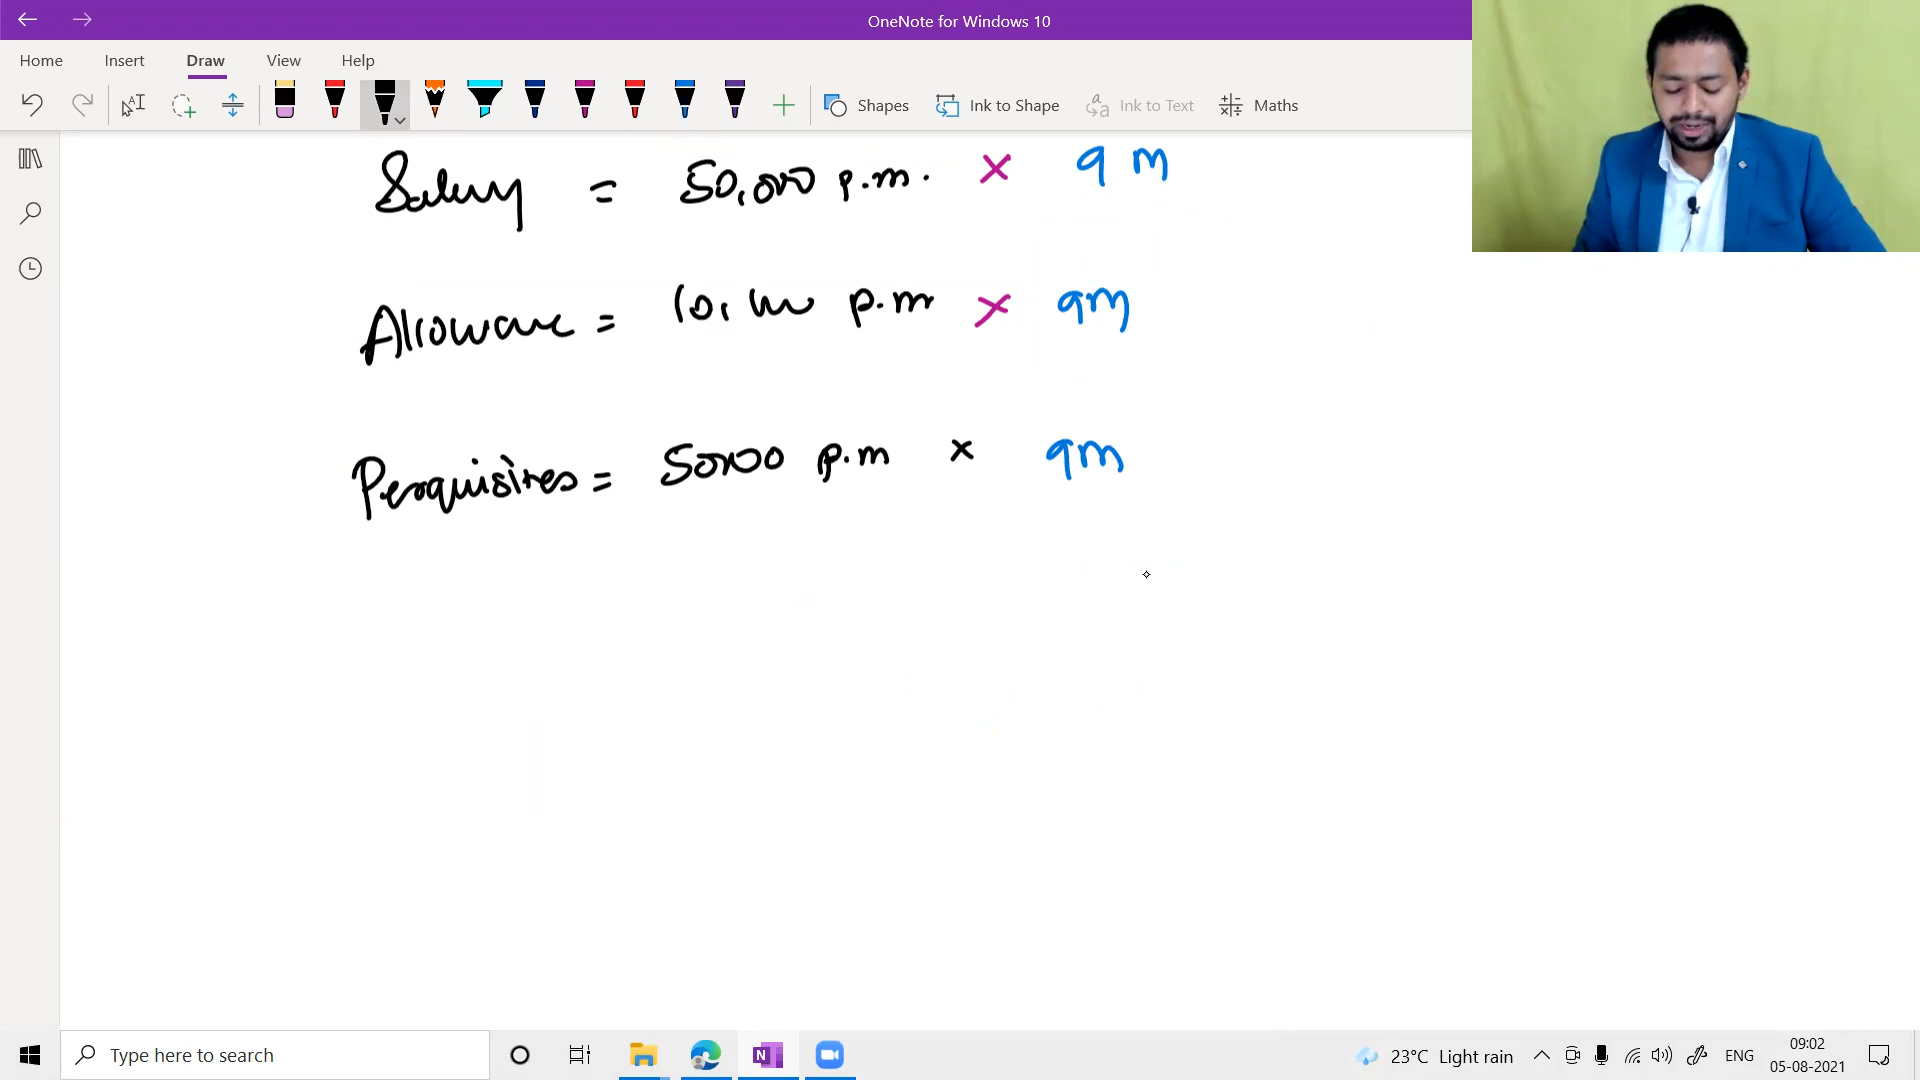 OneNote for Windows 10
Home Insert Draw View Help
Shapes Ink to Shape Ink to Text Maths
Salary = 50,000 p.m. × 9 m
Allowance = 10,000 p.m × 9m
Perquisites = 5000 p.m × 9m
Type here to search
23°C Light rain ENG 09:02
05-08-2021